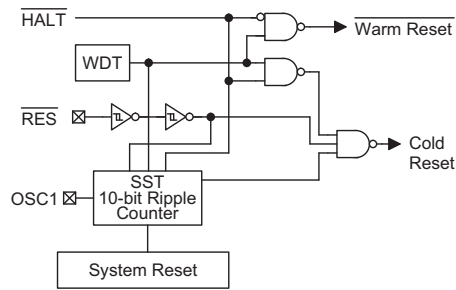 HALT
Warm Reset
WDT
RES
Cold
Reset
OSC1
SST
10-bit Ripple
Counter
System Reset